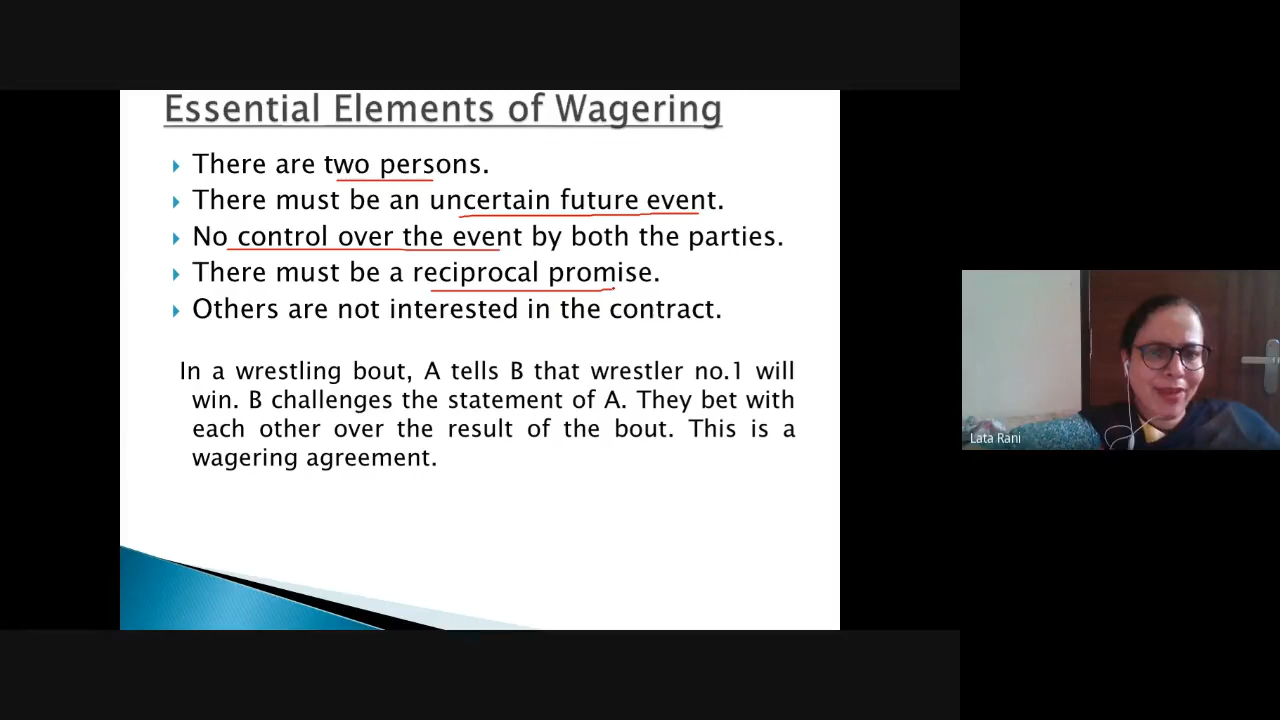 Essential Elements of Wagering
There are two persons.
There must be an uncertain future event.
No control over the event by both the parties.
There must be a reciprocal promise.
Others are not interested in the contract.
In a wrestling bout, A tells B that wrestler no.1 will
win. B challenges the statement of A. They bet with
each other over the result of the bout. This is a
wagering agreement.
Lata Rani